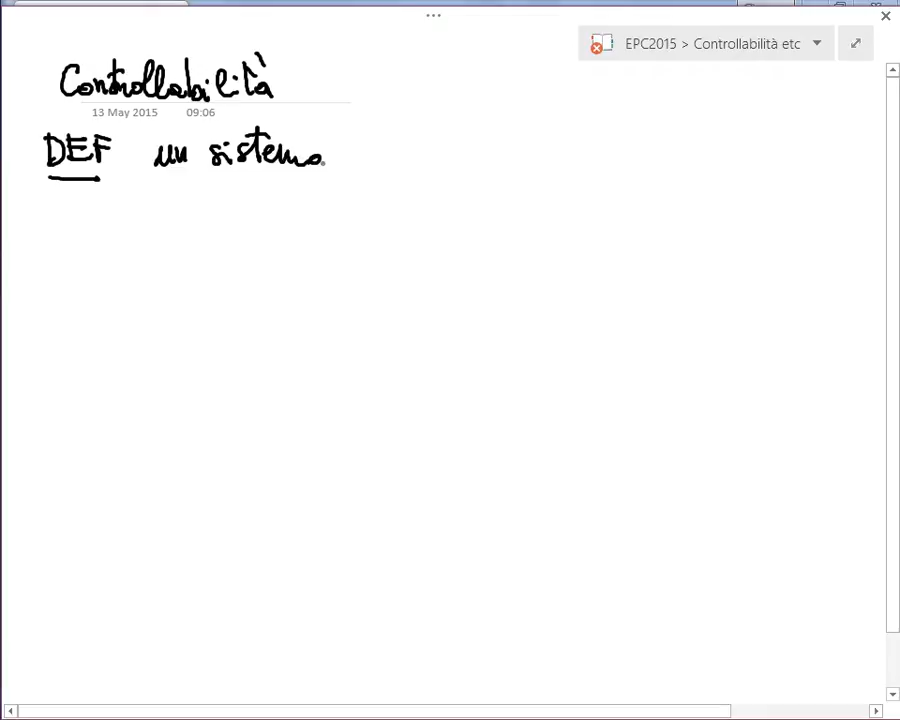 EPC2015 > Controllabilità etc
Controllabilità
13 May 2015 09:06
DEF un sistema